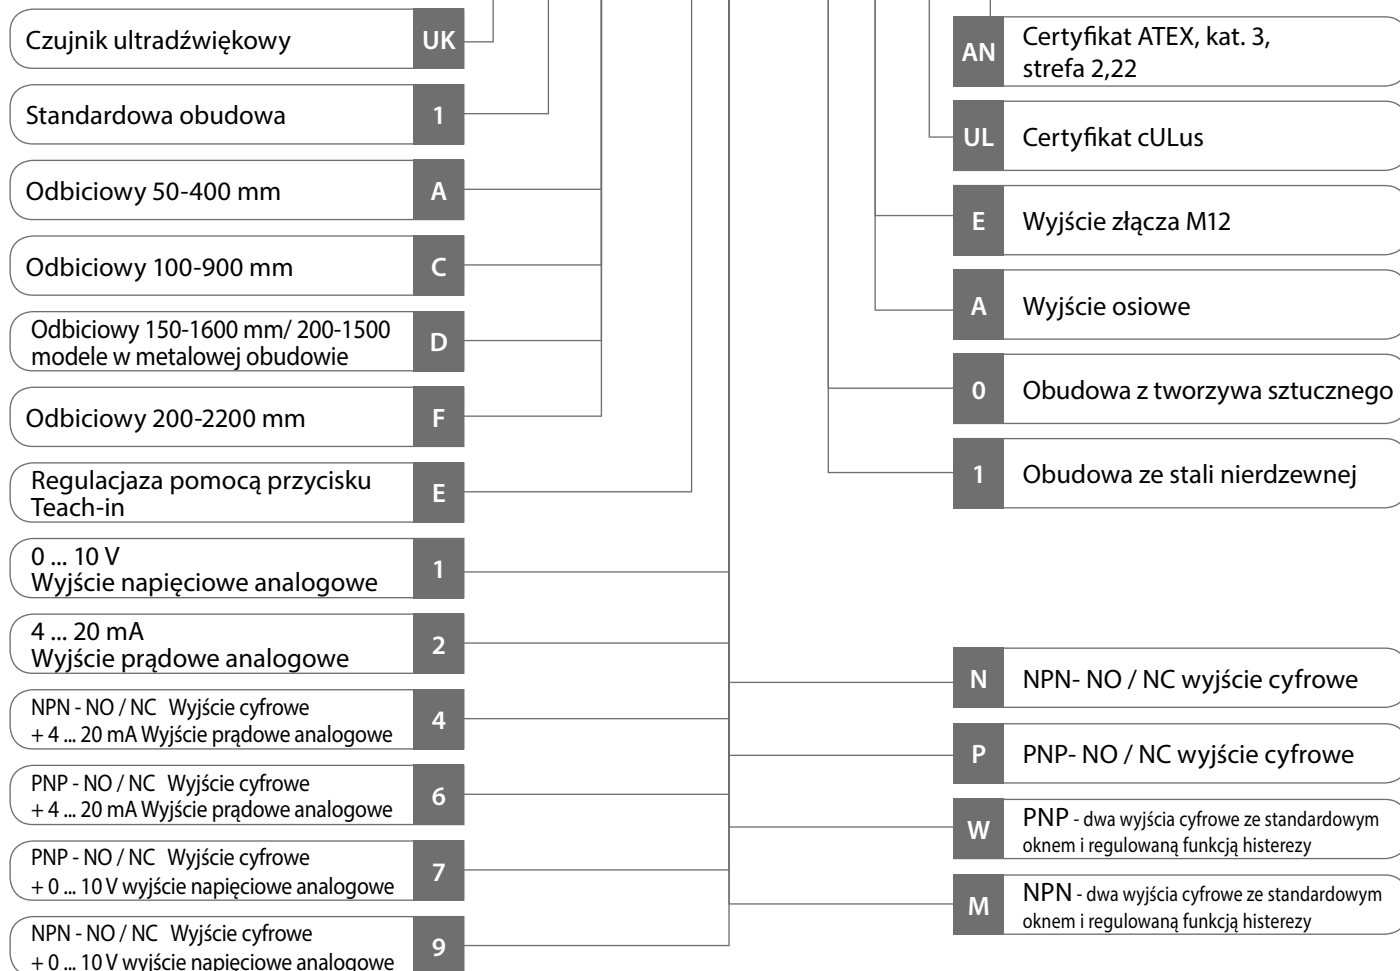 Czujnik ultradźwiękowy UK
Standardowa obudowa 1
Odbiciowy 50-400 mm A
Odbiciowy 100-900 mm C
Odbiciowy 150-1600 mm/ 200-1500
modele w metalowej obudowie D
Odbiciowy 200-2200 mm F
Regulacjaza pomocą przycisku
Teach-in E
0 ... 10 V
Wyjście napięciowe analogowe 1
4 ... 20 mA
Wyjście prądowe analogowe 2
NPN - NO / NC Wyjście cyfrowe
+ 4 ... 20 mA Wyjście prądowe analogowe 4
PNP - NO / NC Wyjście cyfrowe
+ 4 ... 20 mA Wyjście prądowe analogowe 6
PNP - NO / NC Wyjście cyfrowe
+ 0 ... 10 V wyjście napięciowe analogowe 7
NPN - NO / NC Wyjście cyfrowe
+ 0 ... 10 V wyjście napięciowe analogowe 9
AN Certyfikat ATEX, kat. 3,
strefa 2,22
UL Certyfikat cULus
E Wyjście złącza M12
A Wyjście osiowe
0 Obudowa z tworzywa sztucznego
1 Obudowa ze stali nierdzewnej
N NPN- NO / NC wyjście cyfrowe
P PNP- NO / NC wyjście cyfrowe
W PNP - dwa wyjścia cyfrowe ze standardowym
oknem i regulowaną funkcją histerezy
M NPN - dwa wyjścia cyfrowe ze standardowym
oknem i regulowaną funkcją histerezy